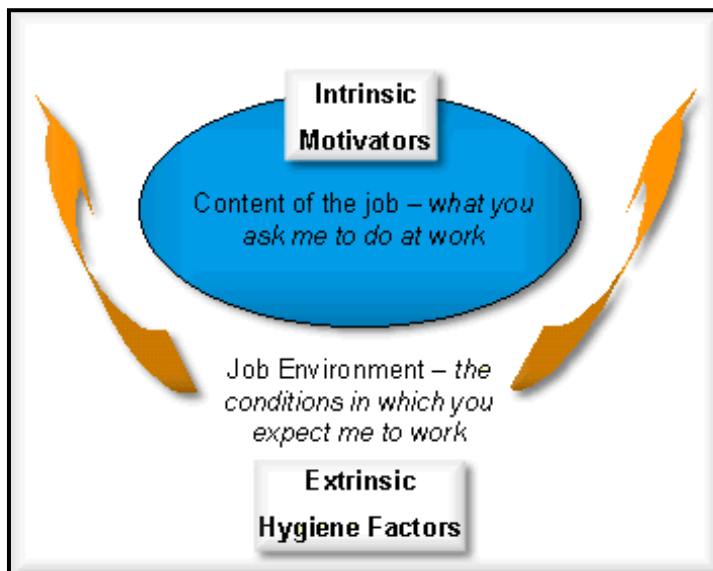 Intrinsic
Motivators
Content of the job – what you
ask me to do at work
Job Environment – the
conditions in which you
expect me to work
Extrinsic
Hygiene Factors